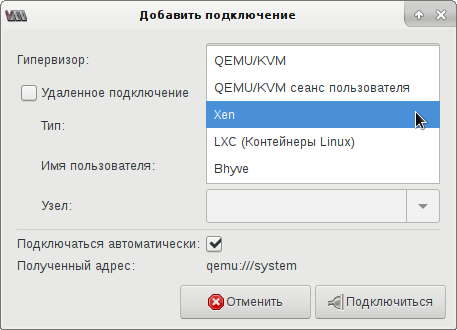 Добавить подключение
Гипервизор:
QEMU/KVM
QEMU/KVM сеанс пользователя
Удаленное подключение
Xen
Тип:
LXC (Контейнеры Linux)
Имя пользователя:
Bhyve
Узел:
Подключаться автоматически:
Полученный адрес: qemu:///system
Отменить Подключиться